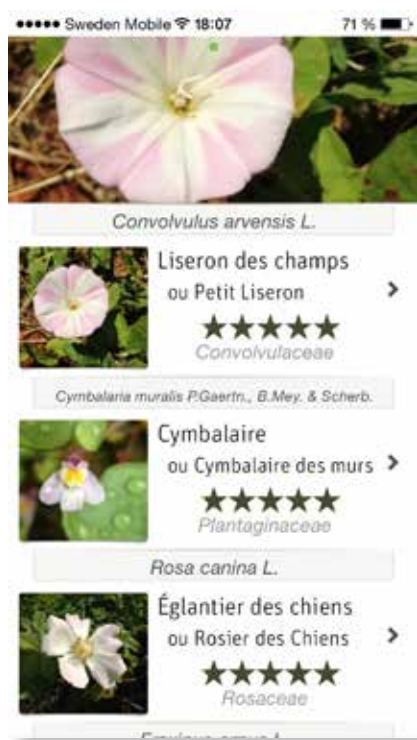 Sweden Mobile 18:07 71 %
Convolvulus arvensis L.
Liseron des champs
ou Petit Liseron
Convolvulaceae
Cymbalaria muralis P.Gaertn., B.Mey. & Scherb.
Cymbalaire
ou Cymbalaire des murs
Plantaginaceae
Rosa canina L.
Églantier des chiens
ou Rosier des Chiens
Rosaceae